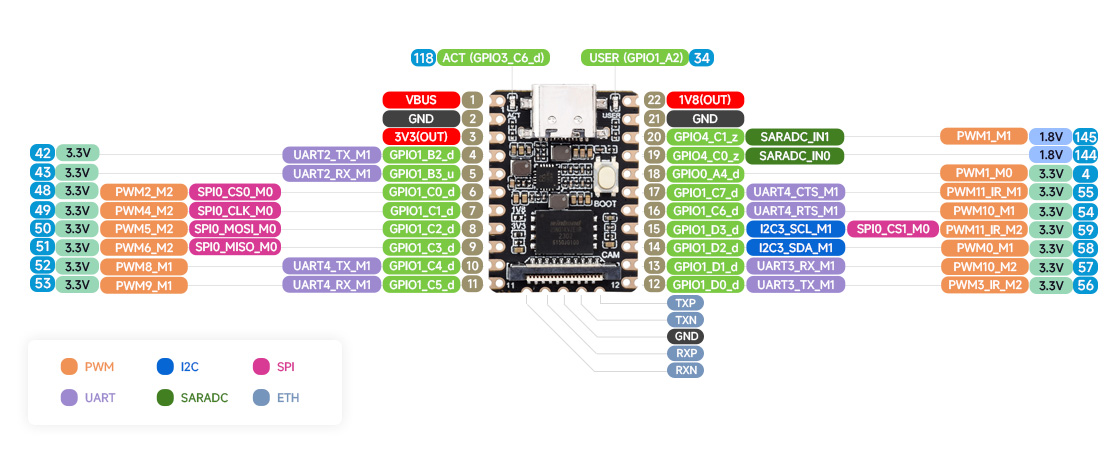 118 ACT (GPIO3_C6_d) USER (GPIO1_A2) 34
VBUS 1 22 1V8(OUT)
GND 2 21 GND
3V3(OUT) 3 20 GPIO4_C1_z SARADC_IN1 PWM1_M1 1.8V 145
42 3.3V UART2_TX_M1 GPIO1_B2_d 4 19 GPIO4_C0_z SARADC_IN0 1.8V 144
43 3.3V UART2_RX_M1 GPIO1_B3_u 5 18 GPIO0_A4_d PWM1_M0 3.3V 4
48 3.3V PWM2_M2 SPI0_CS0_M0 GPIO1_C0_d 6 17 GPIO1_C7_d UART4_CTS_M1 PWM11_IR_M1 3.3V 55
49 3.3V PWM4_M2 SPI0_CLK_M0 GPIO1_C1_d 7 16 GPIO1_C6_d UART4_RTS_M1 PWM10_M1 3.3V 54
50 3.3V PWM5_M2 SPI0_MOSI_M0 GPIO1_C2_d 8 15 GPIO1_D3_d I2C3_SCL_M1 SPI0_CS1_M0 PWM11_IR_M2 3.3V 59
51 3.3V PWM6_M2 SPI0_MISO_M0 GPIO1_C3_d 9 14 GPIO1_D2_d I2C3_SDA_M1 PWM0_M1 3.3V 58
52 3.3V PWM8_M1 UART4_TX_M1 GPIO1_C4_d 10 13 GPIO1_D1_d UART3_RX_M1 PWM10_M2 3.3V 57
53 3.3V PWM9_M1 UART4_RX_M1 GPIO1_C5_d 11 12 GPIO1_D0_d UART3_TX_M1 PWM3_IR_M2 3.3V 56
USER
BOOT
1V8
3V3
CAM
11 12
TXP
TXN
GND
RXP
RXN
PWM I2C SPI
UART SARADC ETH